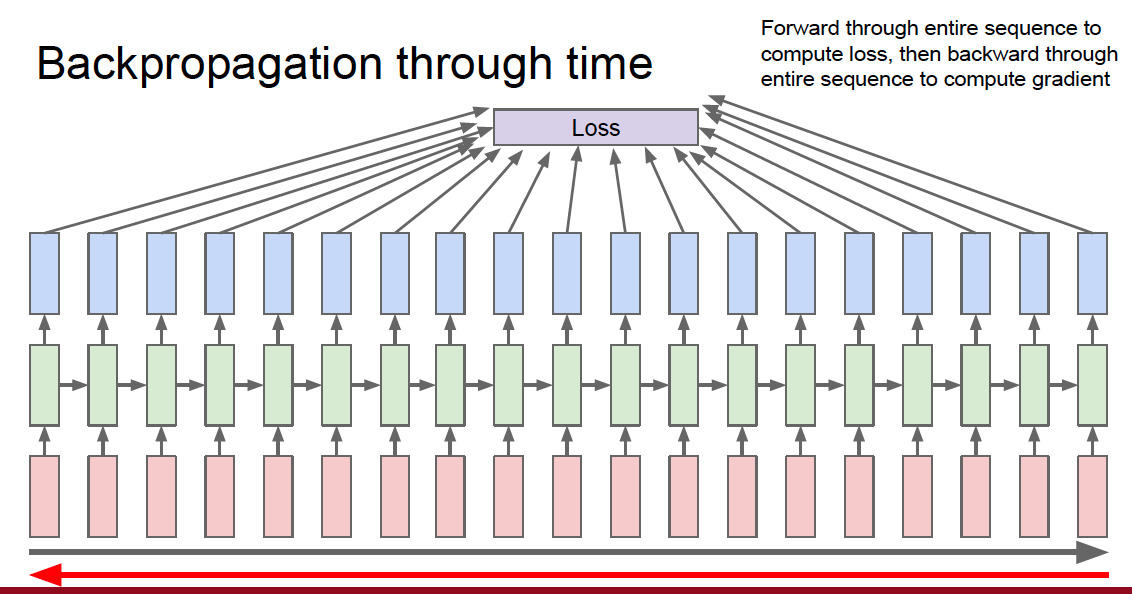 Backpropagation through time
Forward through entire sequence to
compute loss, then backward through
entire sequence to compute gradient
Loss